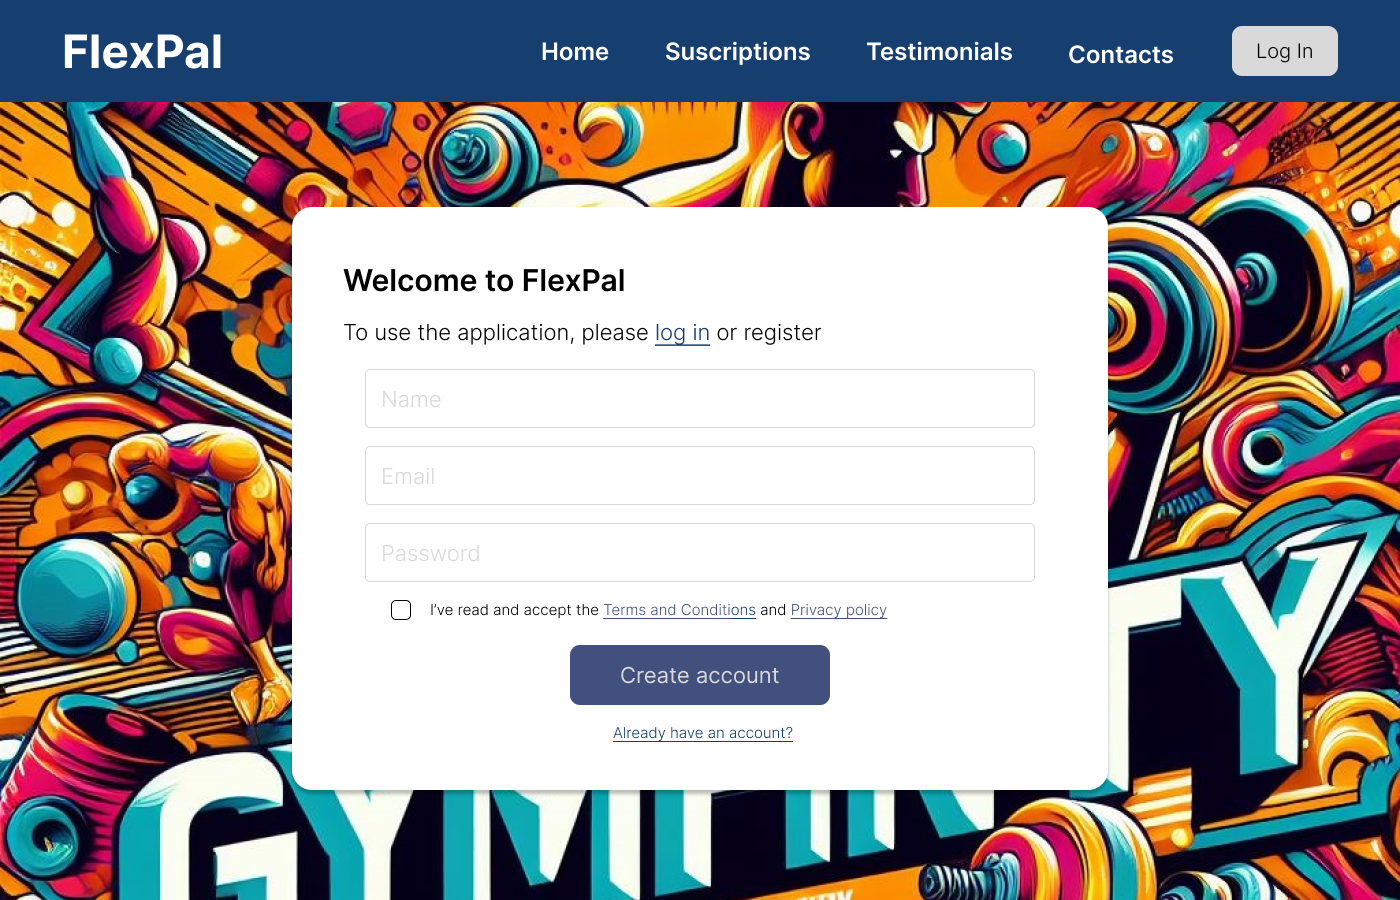 FlexPal
Home Suscriptions Testimonials Contacts Log In
Welcome to FlexPal
To use the application, please log in or register
Name
Email
Password
I've read and accept the Terms and Conditions and Privacy policy
Create account
Already have an account?
TY
GYM